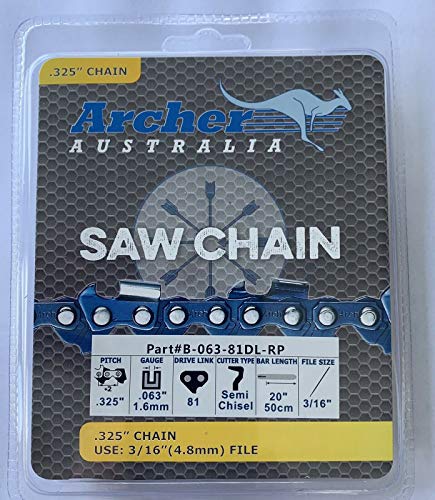 .325" CHAIN
Archer
AUSTRALIA
SAW CHAIN
Part#B-063-81DL-RP
PITCH GAUGE DRIVE LINK CUTTER TYPE BAR LENGTH FILE SIZE
÷2
.325" .063" 1.6mm 81 Semi Chisel 20" 50cm 3/16"
.325" CHAIN
USE: 3/16"(4.8mm) FILE